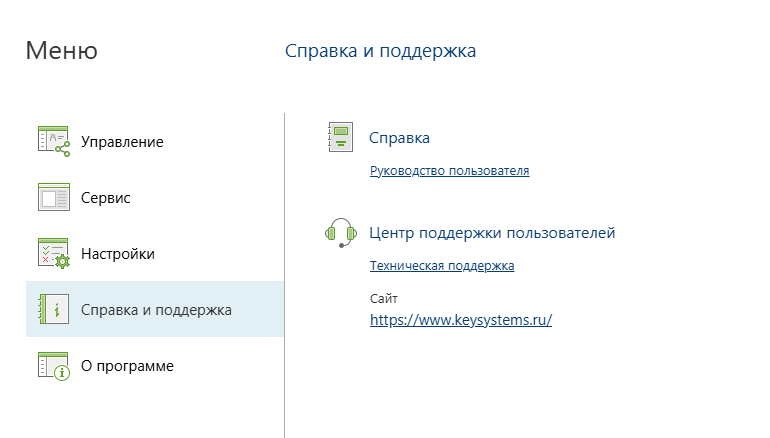 Меню
Справка и поддержка
Управление
Сервис
Настройки
Справка и поддержка
О программе
Справка
Руководство пользователя
Центр поддержки пользователей
Техническая поддержка
Сайт
https://www.keysystems.ru/